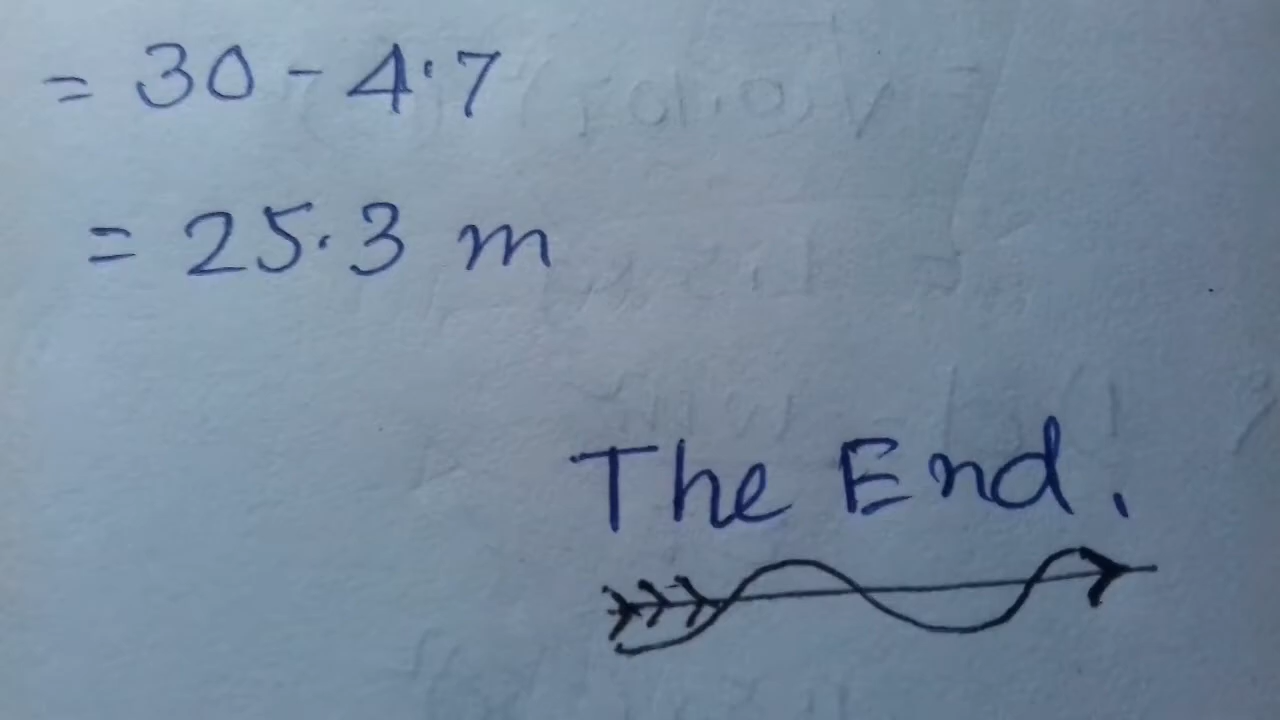 = 30 - 4.7
= 25.3 m
The End.